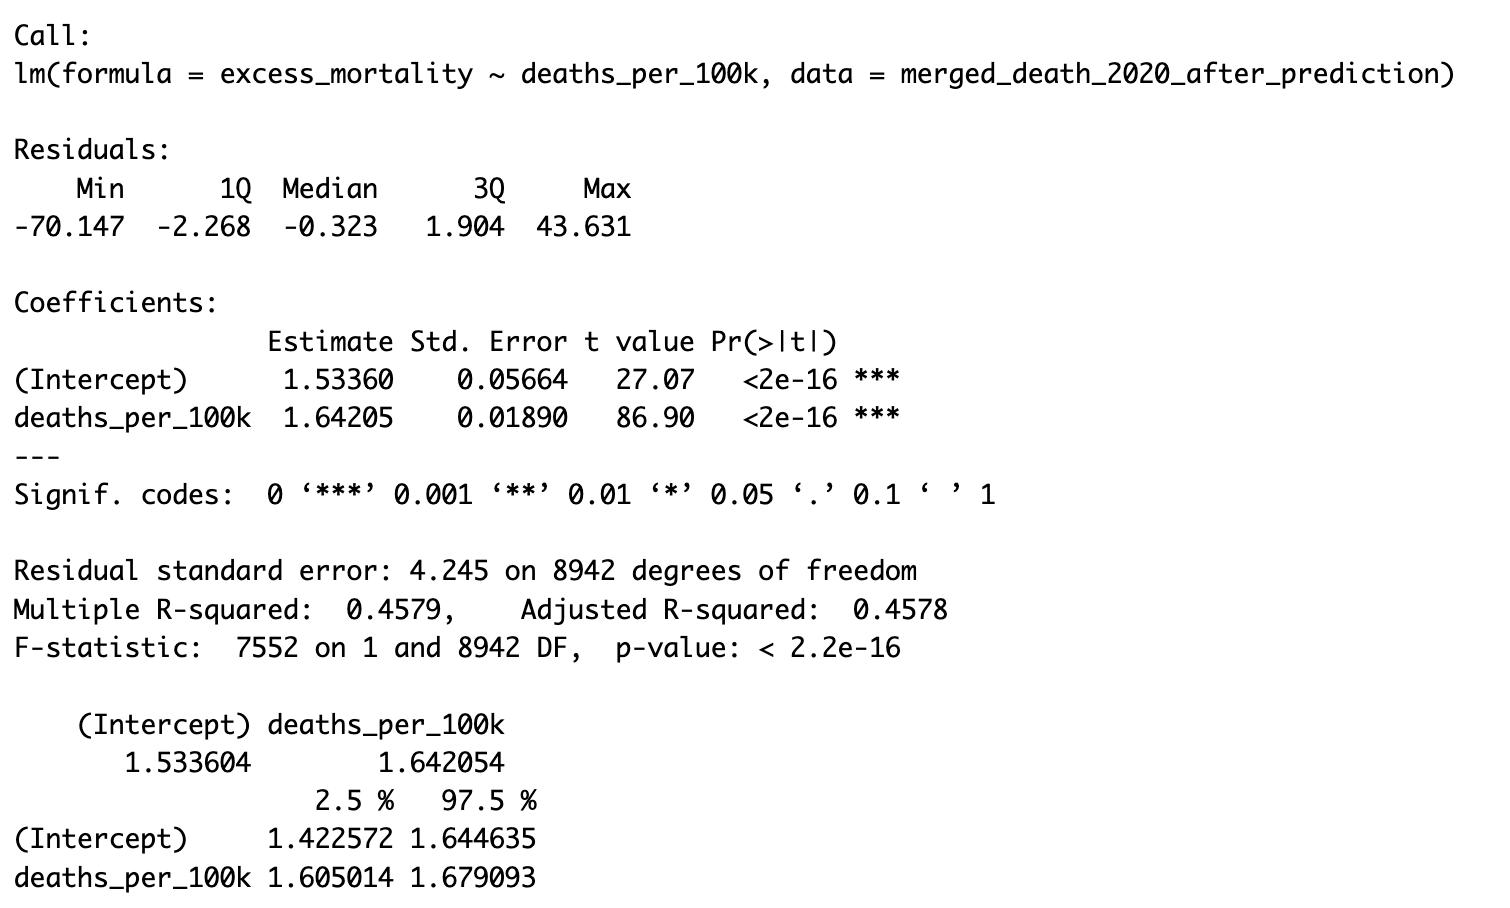 Call:
lm(formula = excess_mortality ~ deaths_per_100k, data = merged_death_2020_after_prediction)
Residuals:
    Min      1Q  Median      3Q     Max
-70.147  -2.268  -0.323   1.904  43.631
Coefficients:
                Estimate Std. Error t value Pr(>|t|)
(Intercept)      1.53360    0.05664   27.07   <2e-16 ***
deaths_per_100k  1.64205    0.01890   86.90   <2e-16 ***
---
Signif. codes:  0 ‘***’ 0.001 ‘**’ 0.01 ‘*’ 0.05 ‘.’ 0.1 ‘ ’ 1
Residual standard error: 4.245 on 8942 degrees of freedom
Multiple R-squared:  0.4579,    Adjusted R-squared:  0.4578
F-statistic:  7552 on 1 and 8942 DF,  p-value: < 2.2e-16
    (Intercept) deaths_per_100k
       1.533604        1.642054
                   2.5 %   97.5 %
(Intercept)     1.422572 1.644635
deaths_per_100k 1.605014 1.679093